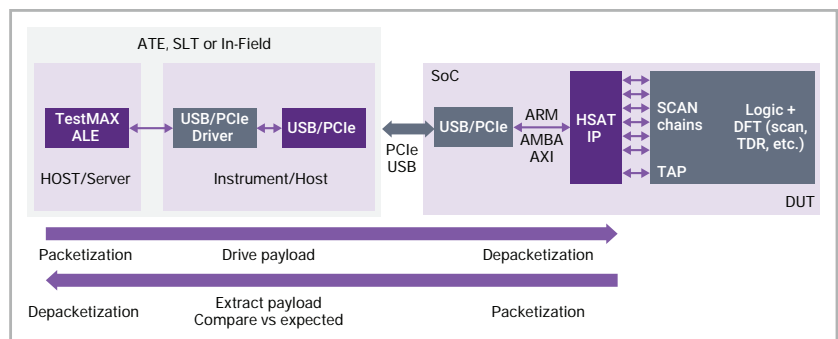 ATE, SLT or In-Field
SoC
TestMAX
ALE
USB/PCIe
Driver
USB/PCIe
USB/PCIe
ARM
AMBA
AXI
HSAT
IP
SCAN
chains
TAP
Logic +
DFT (scan,
TDR, etc.)
PCIe
USB
HOST/Server
Instrument/Host
DUT
Packetization
Drive payload
Depacketization
Depacketization
Extract payload
Compare vs expected
Packetization